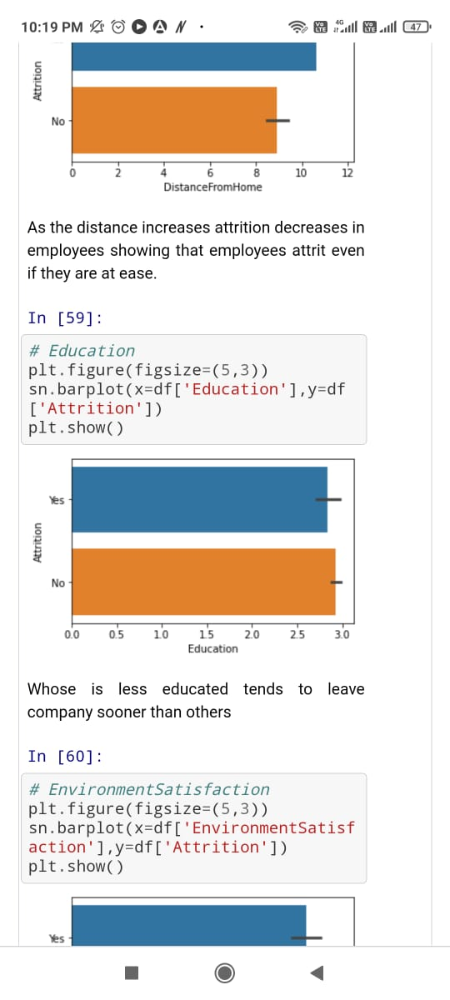 10:19 PM
4G
47
Attrition
No
0 2 4 6 8 10 12
DistanceFromHome
As the distance increases attrition decreases in
employees showing that employees attrit even
if they are at ease.
In [59]:
# Education
plt.figure(figsize=(5,3))
sn.barplot(x=df['Education'],y=df
['Attrition'])
plt.show()
Yes
Attrition
No
0.0 0.5 1.0 1.5 2.0 2.5 3.0
Education
Whose is less educated tends to leave
company sooner than others
In [60]:
# EnvironmentSatisfaction
plt.figure(figsize=(5,3))
sn.barplot(x=df['EnvironmentSatisf
action'],y=df['Attrition'])
plt.show()
Yes